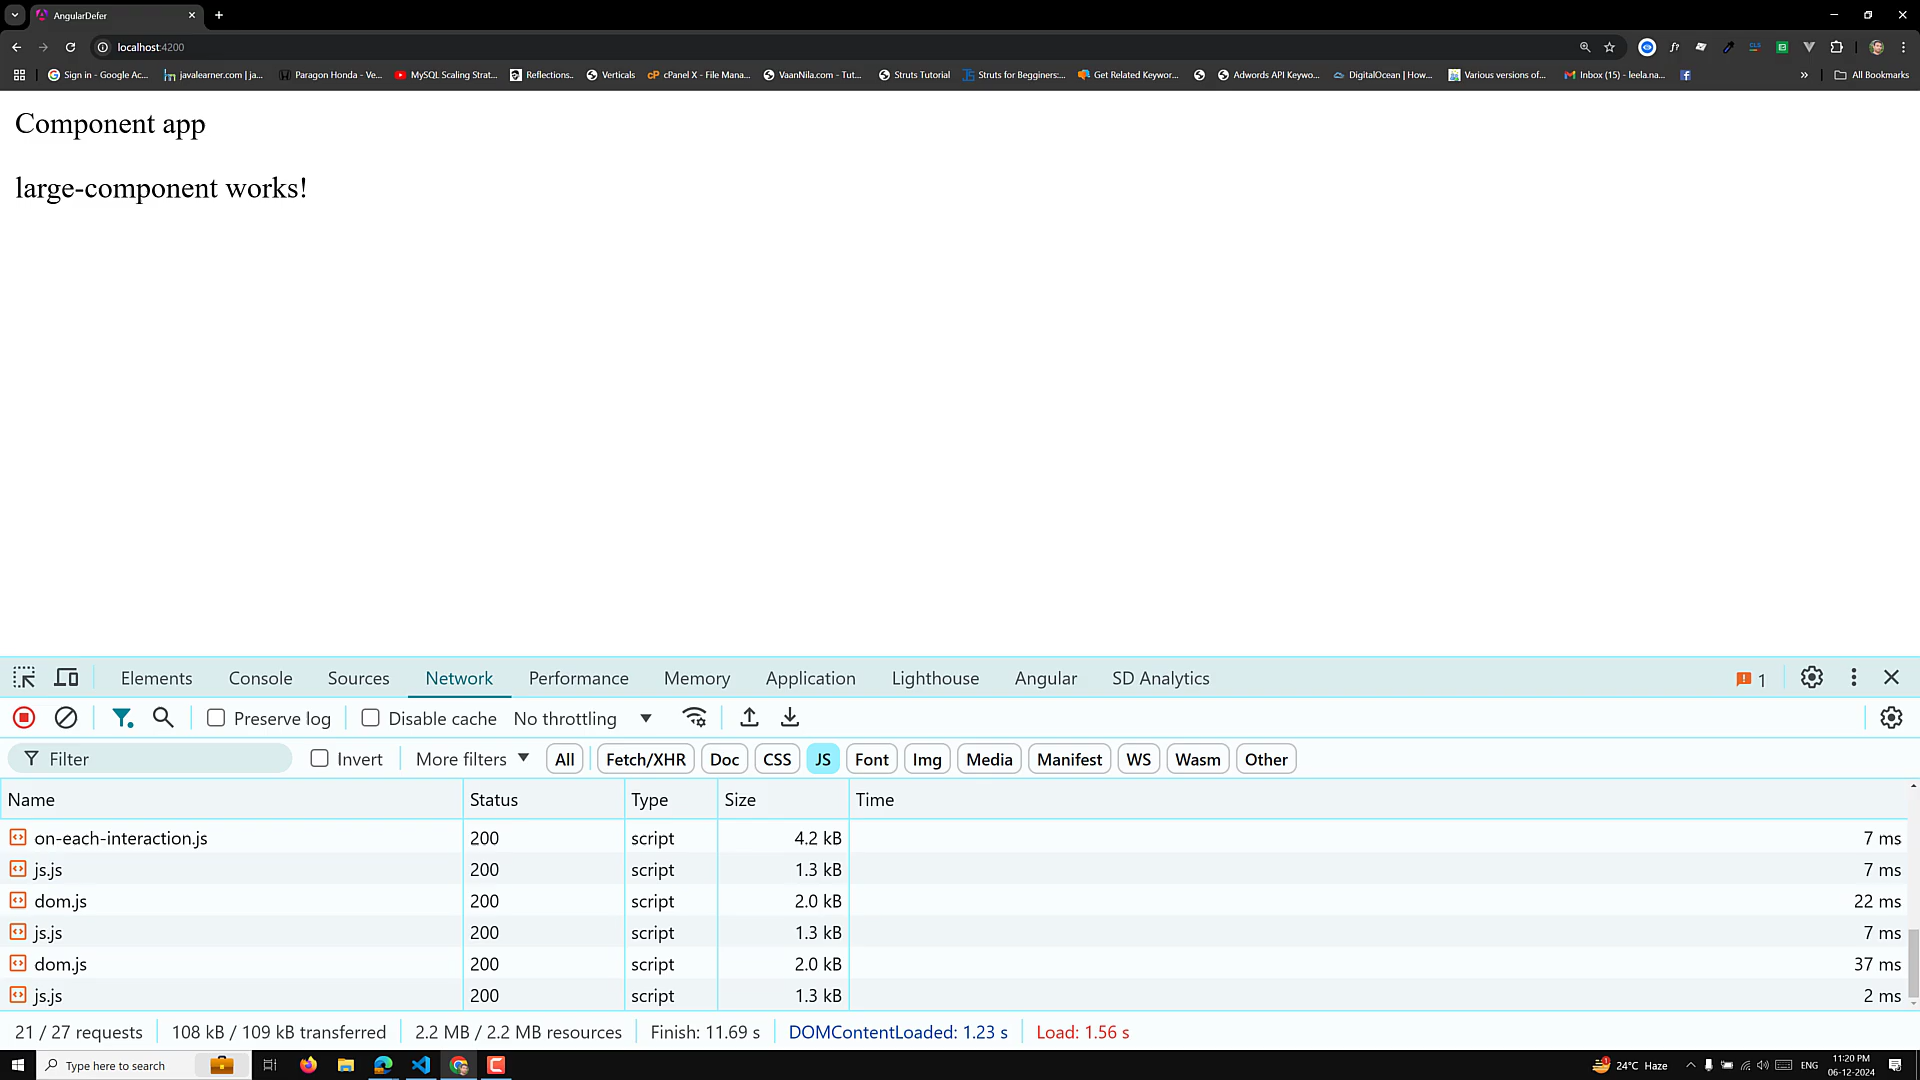 AngularDefer
localhost:4200
Sign in - Google Ac...
javalearner.com | ja...
Paragon Honda - Ve...
MySQL Scaling Strat...
Reflections..
Verticals
cPanel X - File Mana...
VaanNila.com - Tut...
Struts Tutorial
Struts for Begginers:...
Get Related Keywor...
Adwords API Keywo...
DigitalOcean | How...
Various versions of...
Inbox (15) - leela.na...
All Bookmarks
Component app
large-component works!
Elements Console Sources Network Performance Memory Application Lighthouse Angular SD Analytics 1
Preserve log Disable cache No throttling
Filter Invert More filters All Fetch/XHR Doc CSS JS Font Img Media Manifest WS Wasm Other
Name Status Type Size Time
on-each-interaction.js 200 script 4.2 kB 7 ms
js.js 200 script 1.3 kB 7 ms
dom.js 200 script 2.0 kB 22 ms
js.js 200 script 1.3 kB 7 ms
dom.js 200 script 2.0 kB 37 ms
js.js 200 script 1.3 kB 2 ms
21 / 27 requests 108 kB / 109 kB transferred 2.2 MB / 2.2 MB resources Finish: 11.69 s DOMContentLoaded: 1.23 s Load: 1.56 s
Type here to search
24°C Haze
ENG
11:20 PM
06-12-2024